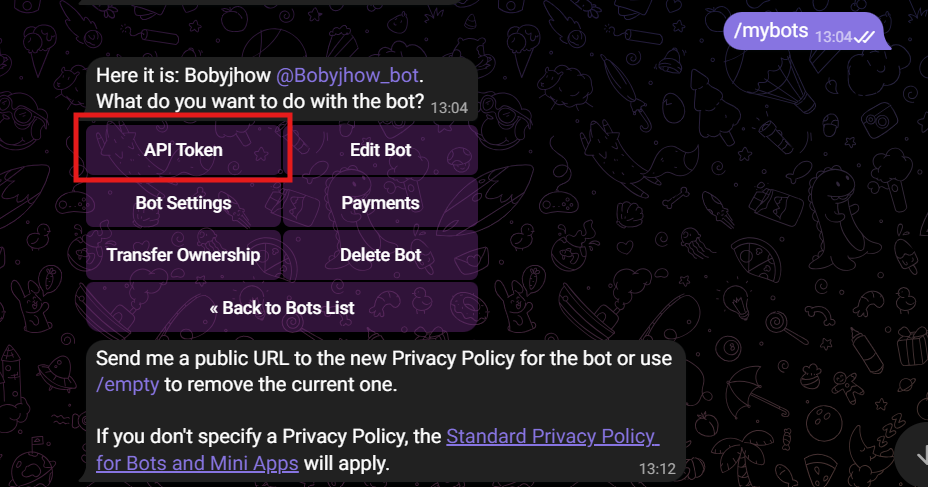 /mybots 13:04
Here it is: Bobyjhow @Bobyjhow_bot.
What do you want to do with the bot? 13:04
API Token
Edit Bot
Bot Settings
Payments
Transfer Ownership
Delete Bot
« Back to Bots List
Send me a public URL to the new Privacy Policy for the bot or use
/empty to remove the current one.
If you don't specify a Privacy Policy, the Standard Privacy Policy
for Bots and Mini Apps will apply. 13:12